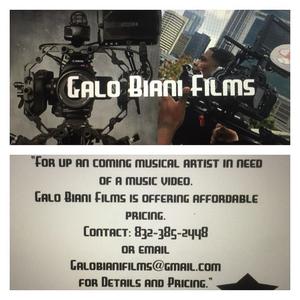 Galo Biani Films
"For up an coming musical artist in need
of a music video.
Galo Biani Films is offering affordable
pricing.
Contact: 832-385-2448
or email
Galobianifilms@gmail.com
for Details and Pricing."